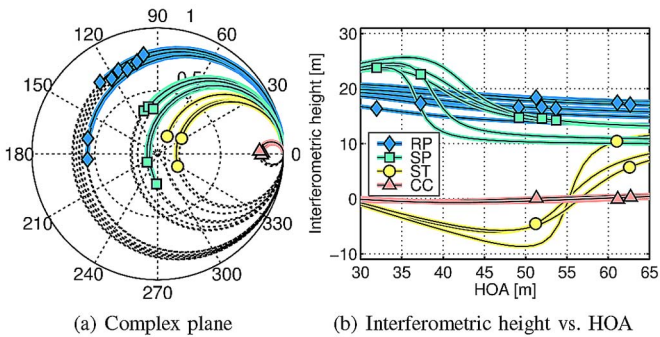 90
1
120
60
0.5
150
30
180
0
210
330
240
300
270
(a) Complex plane
Interferometric height [m]
30
20
10
0
−10
RP
SP
ST
CC
30 35 40 45 50 55 60 65
HOA [m]
(b) Interferometric height vs. HOA